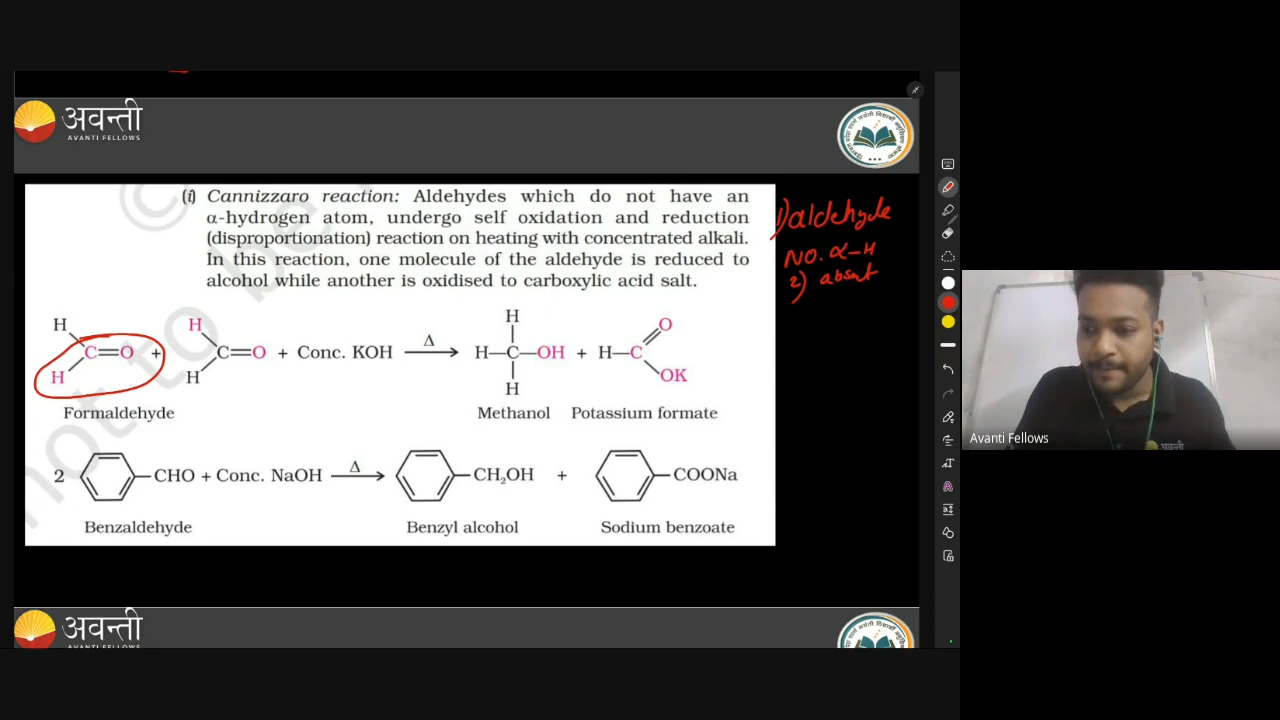 अवन्ती
AVANTI FELLOWS
(i) Cannizzaro reaction: Aldehydes which do not have an
α-hydrogen atom, undergo self oxidation and reduction
(disproportionation) reaction on heating with concentrated alkali.
In this reaction, one molecule of the aldehyde is reduced to
alcohol while another is oxidised to carboxylic acid salt.
1) aldehyde
NO. α-H
2) absent
H H H O
C=O + C=O + Conc. KOH Δ H-C-OH + H-C
H H H OK
Formaldehyde Methanol Potassium formate
2 CHO + Conc. NaOH Δ CH₂OH + COONa
Benzaldehyde Benzyl alcohol Sodium benzoate
not to be
©
Avanti Fellows
अवन्ती
AVANTI FELLOWS